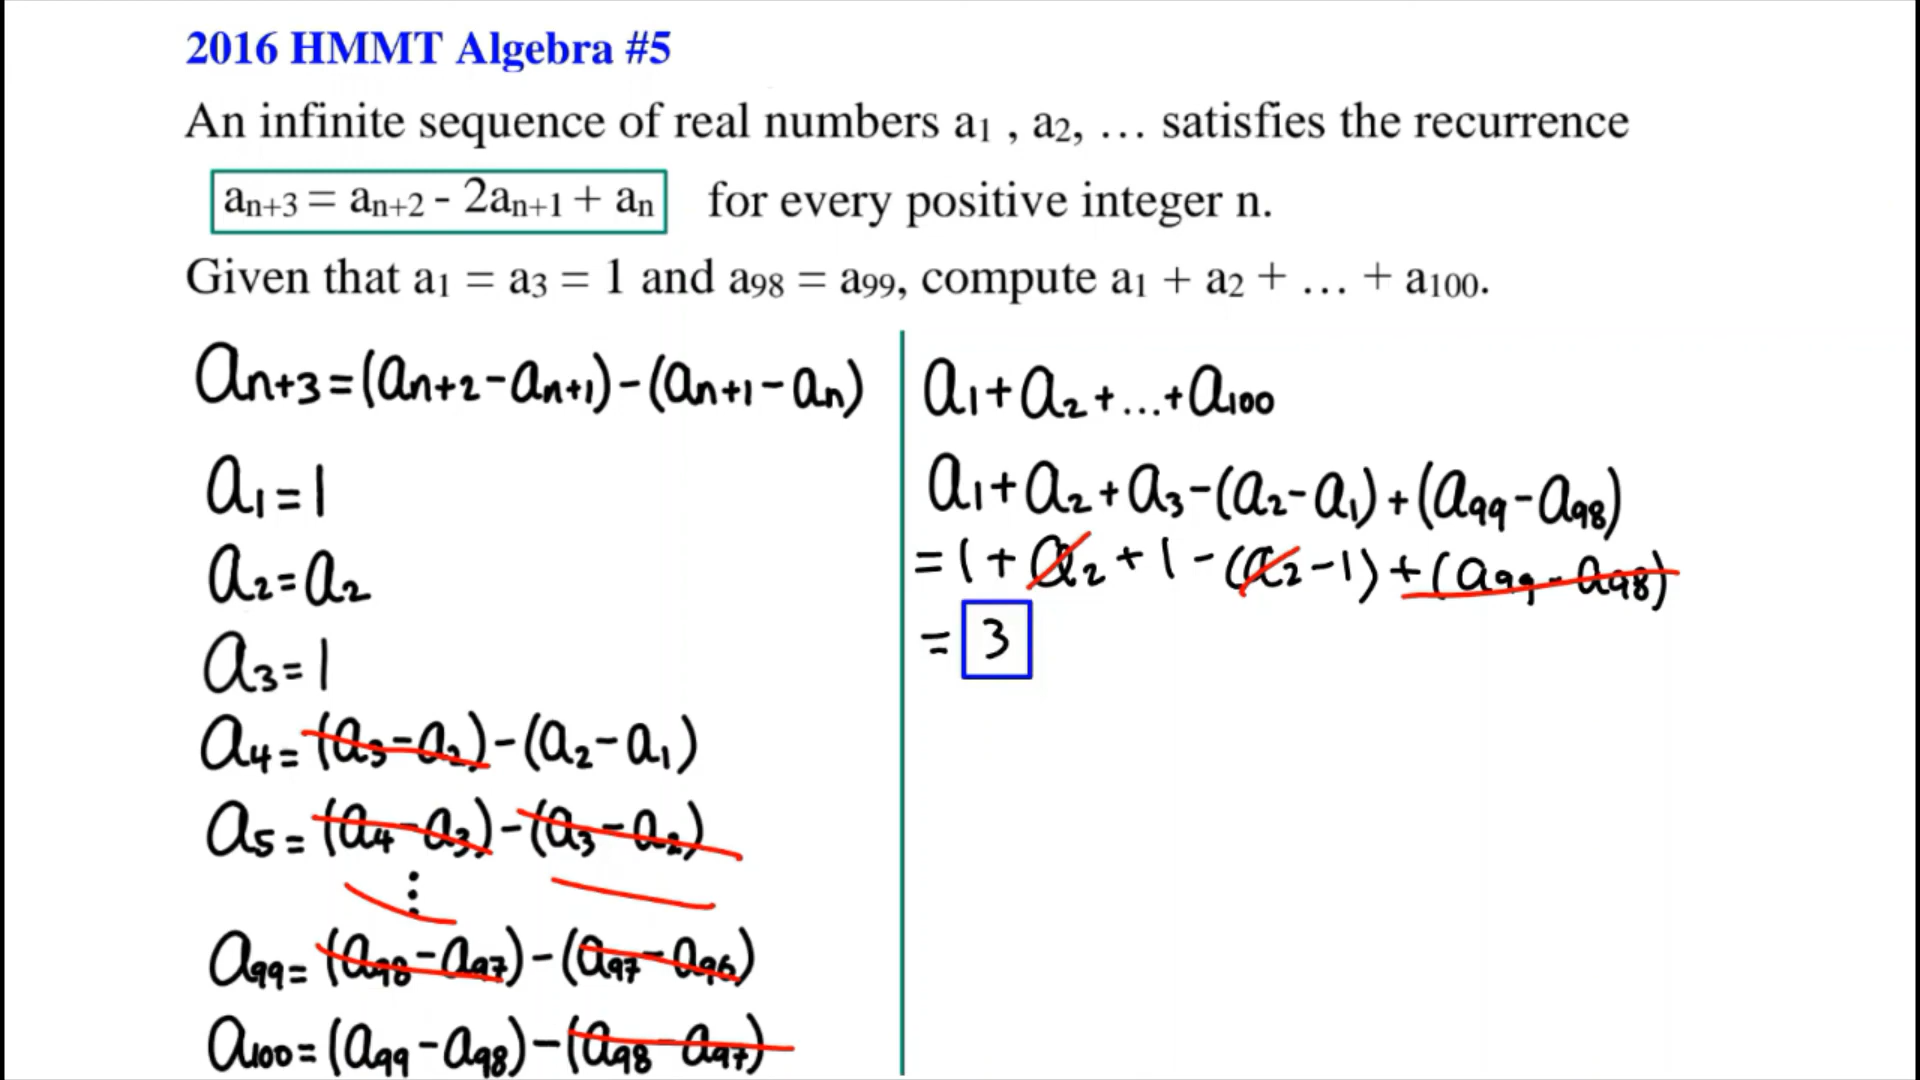 2016 HMMT Algebra #5
An infinite sequence of real numbers a₁ , a₂, … satisfies the recurrence
aₙ₊₃ = aₙ₊₂ - 2aₙ₊₁ + aₙ for every positive integer n.
Given that a₁ = a₃ = 1 and a₉₈ = a₉₉, compute a₁ + a₂ + … + a₁₀₀.
aₙ₊₃=(aₙ₊₂-aₙ₊₁)-(aₙ₊₁-aₙ)
a₁=1
a₂=a₂
a₃=1
a₄=(a₃-a₂)-(a₂-a₁)
a₅=(a₄-a₃)-(a₃-a₂)
⋮
a₉₉=(a₉₈-a₉₇)-(a₉₇-a₉₆)
a₁₀₀=(a₉₉-a₉₈)-(a₉₈-a₉₇)
a₁+a₂+...+a₁₀₀
a₁+a₂+a₃-(a₂-a₁)+(a₉₉-a₉₈)
=1+a₂+1-(a₂-1)+(a₉₉-a₉₈)
=3